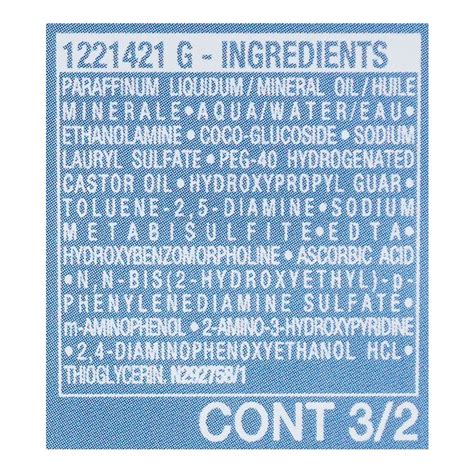 1221421 G - INGREDIENTS
PARAFFINUM LIQUIDUM / MINERAL OIL / HUILE
MINERALE • AQUA / WATER / EAU •
ETHANOLAMINE • COCO-GLUCOSIDE • SODIUM
LAURYL SULFATE • PEG-40 HYDROGENATED
CASTOR OIL • HYDROXYPROPYL GUAR •
TOLUENE-2,5-DIAMINE • SODIUM
METABISULFITE • EDTA •
HYDROXYBENZOMORPHOLINE • ASCORBIC ACID
• N,N-BIS(2-HYDROXYETHYL)-p-
PHENYLENEDIAMINE SULFATE •
m-AMINOPHENOL • 2-AMINO-3-HYDROXYPYRIDINE
• 2,4-DIAMINOPHENOXYETHANOL HCL •
THIOGLYCERIN. N292758/1
CONT 3/2